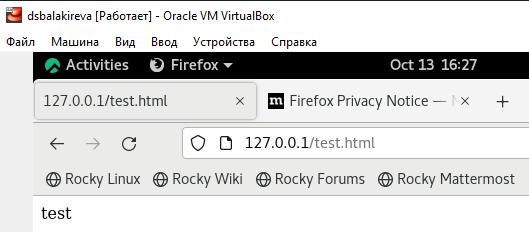 dsbalakireva [Работает] - Oracle VM VirtualBox
Файл Машина Вид Ввод Устройства Справка
Activities Firefox Oct 13 16:27
127.0.0.1/test.html Firefox Privacy Notice —
127.0.0.1/test.html
Rocky Linux Rocky Wiki Rocky Forums Rocky Mattermost
test